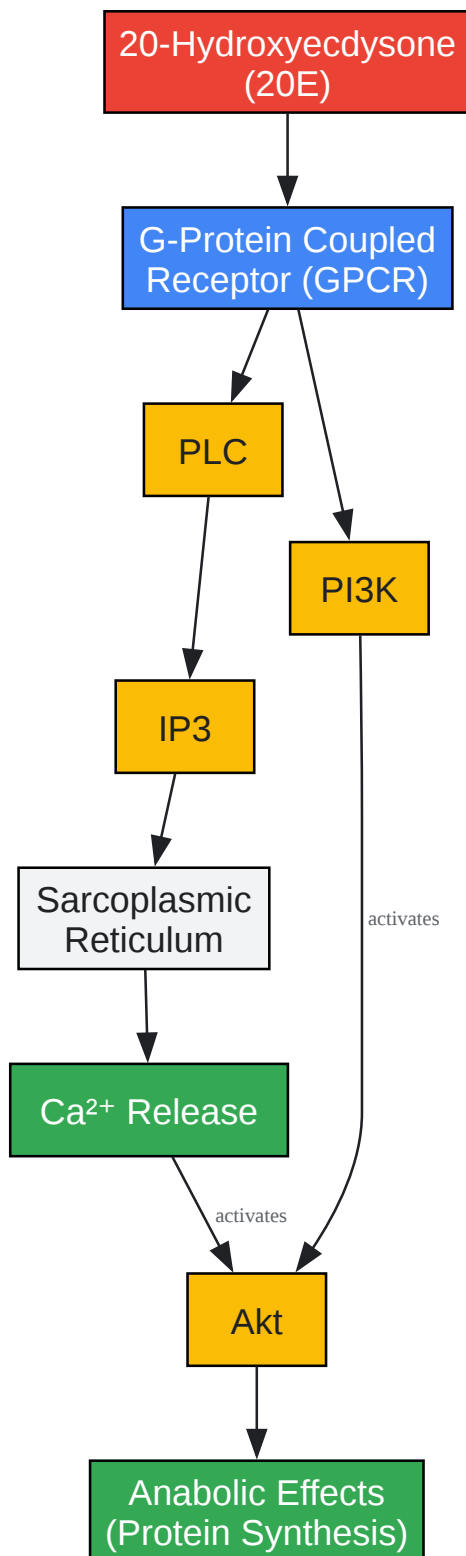 20-Hydroxyecdysone
(20E)
G-Protein Coupled
Receptor (GPCR)
PLC
PI3K
IP3
Sarcoplasmic
Reticulum
activates
Ca²⁺ Release
activates
Akt
Anabolic Effects
(Protein Synthesis)